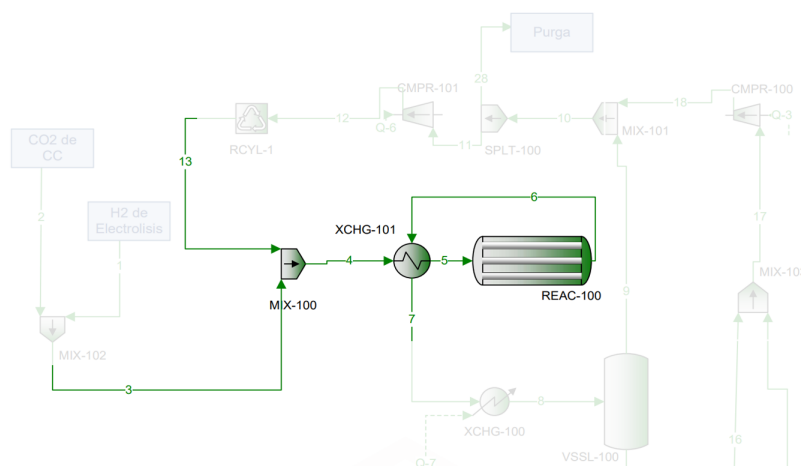 Purga
28
CMPR-101
CMPR-100
12
Q-6
11
10
18
Q-3
RCYL-1
SPLT-100
MIX-101
CO2 de
CC
13
H2 de
Electrolisis
2
1
17
6
XCHG-101
4
5
MIX-100
REAC-100
MIX-103
9
7
MIX-102
3
XCHG-100
8
VSSL-100
Q-7
16